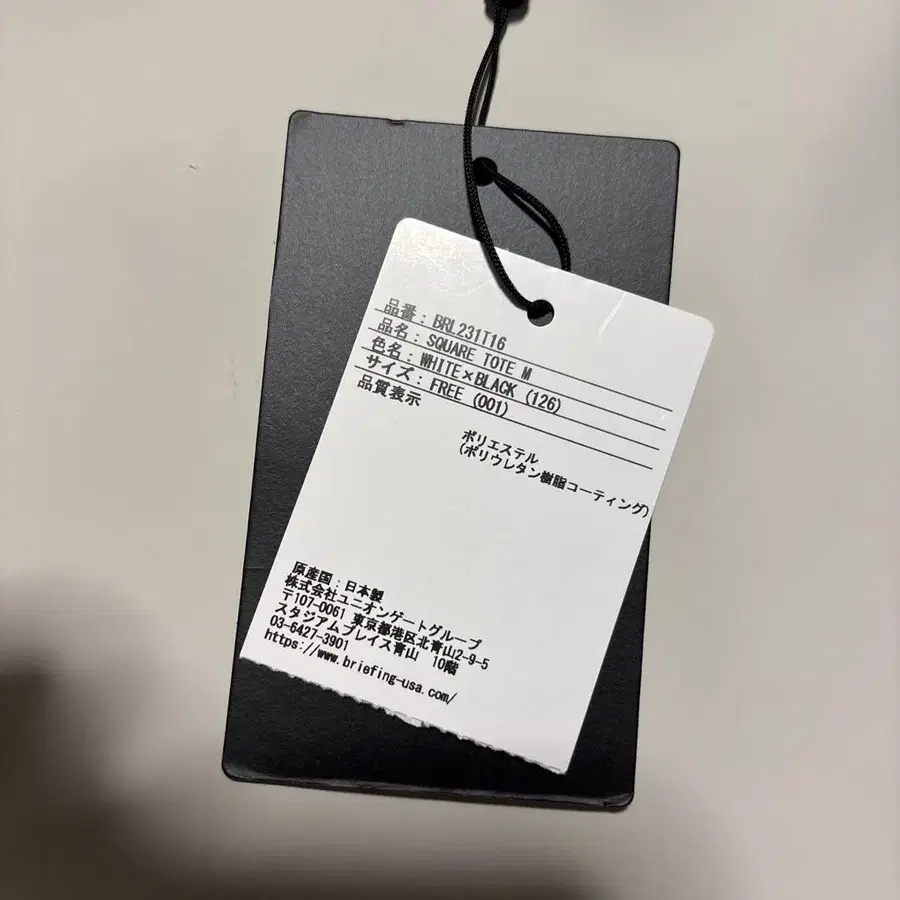 品番：BRL231T16
品名：SQUARE TOTE M
色名：WHITE×BLACK (126)
サイズ：FREE (001)
品質表示
ポリエステル
(ポリウレタン樹脂コーティング)
原産国：日本製
株式会社ユニオンゲートグループ
〒107-0061 東京都港区北青山2-9-5
スタジアムプレイス青山 10階
03-6427-3901
https://www.briefing-usa.com/